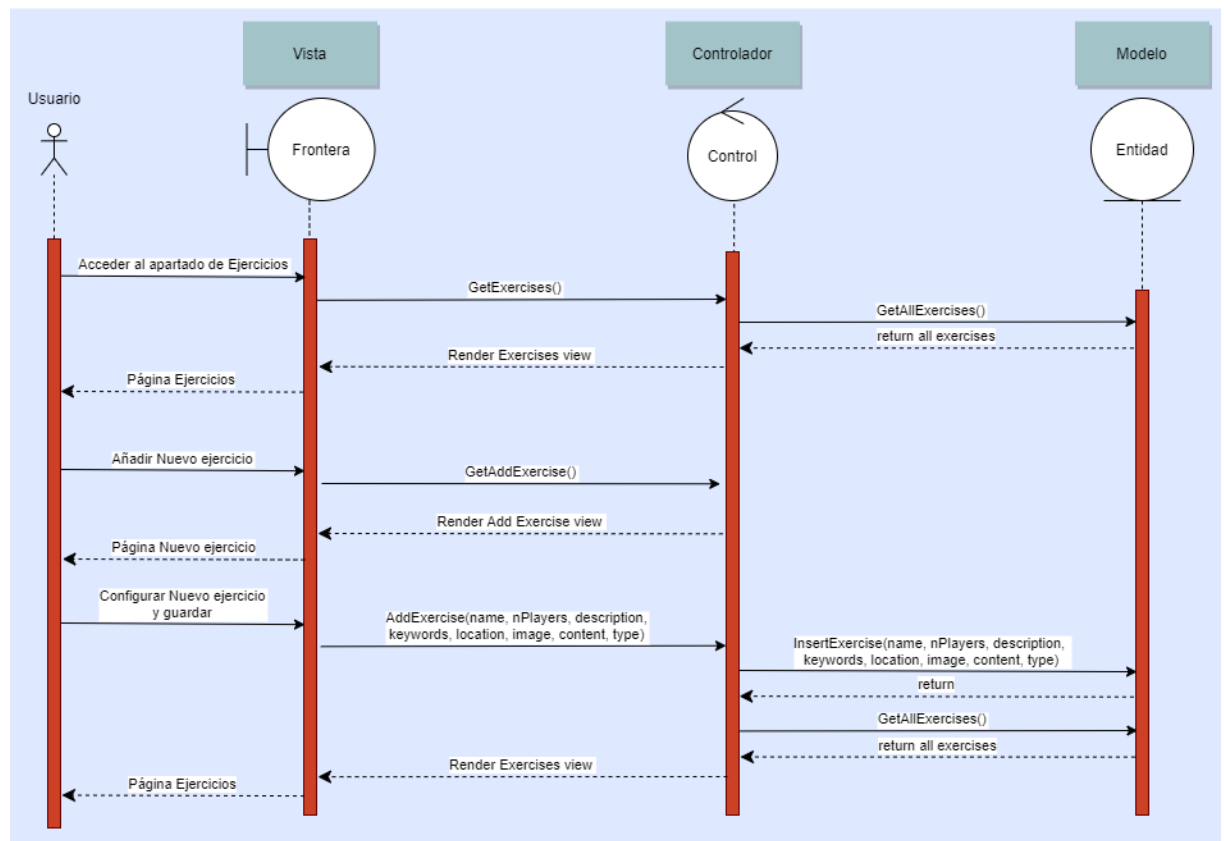 Vista
Controlador
Modelo
Usuario
Frontera
Control
Entidad
Acceder al apartado de Ejercicios
GetExercises()
GetAllExercises()
return all exercises
Render Exercises view
Página Ejercicios
Añadir Nuevo ejercicio
GetAddExercise()
Render Add Exercise view
Página Nuevo ejercicio
Configurar Nuevo ejercicio
y guardar
AddExercise(name, nPlayers, description,
keywords, location, image, content, type)
InsertExercise(name, nPlayers, description,
keywords, location, image, content, type)
return
GetAllExercises()
return all exercises
Render Exercises view
Página Ejercicios